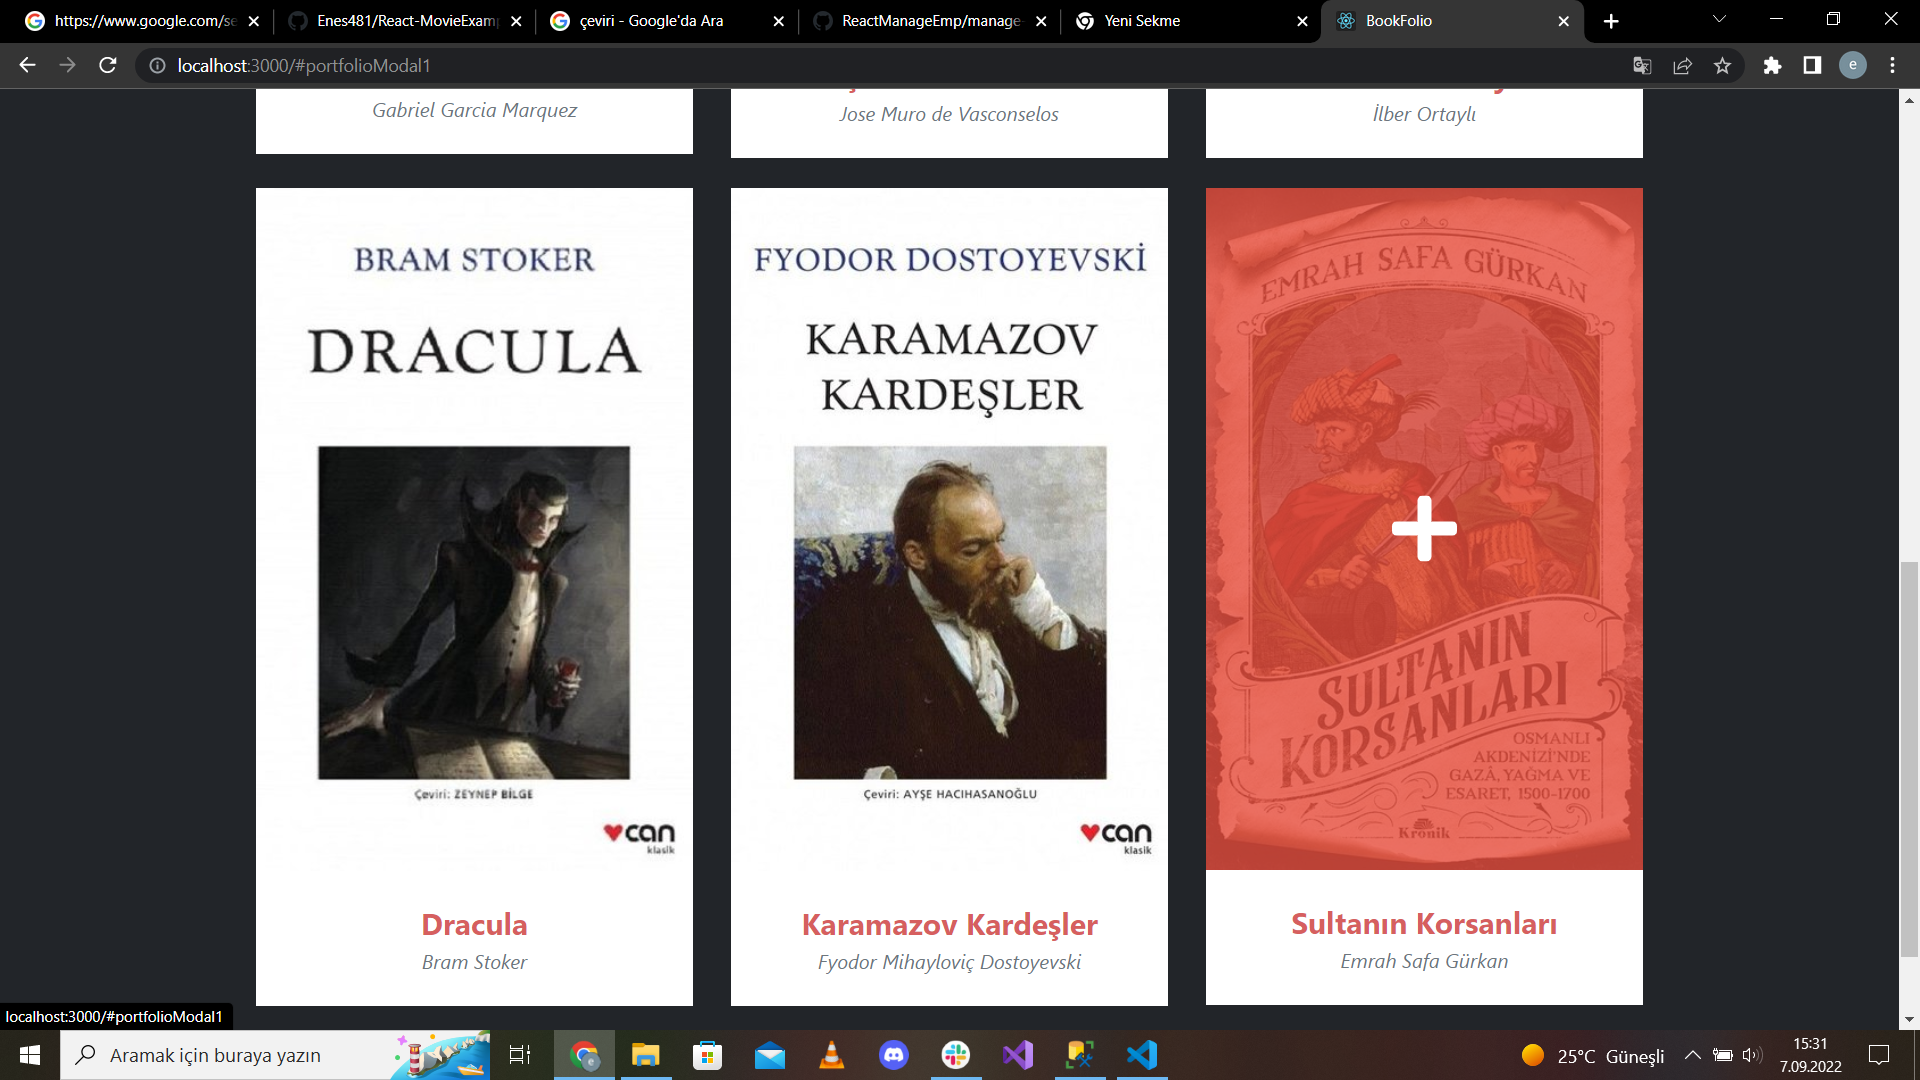 https://www.google.com/se
Enes481/React-MovieExam
çeviri - Google'da Ara
ReactManageEmp/manage-
Yeni Sekme
BookFolio
localhost:3000/#portfolioModal1
e
Gabriel Garcia Marquez
Jose Muro de Vasconselos
İlber Ortaylı
BRAM STOKER
DRACULA
Çeviri: ZEYNEP BİLGE
can
klasik
Dracula
Bram Stoker
FYODOR DOSTOYEVSKİ
KARAMAZOV
KARDEŞLER
Çeviri: AYŞE HACIHASANOĞLU
can
klasik
Karamazov Kardeşler
Fyodor Mihayloviç Dostoyevski
EMRAH SAFA GÜRKAN
SULTANIN
KORSANLARI
OSMANLI
AKDENİZİ'NDE
GAZÂ, YAĞMA VE
ESARET, 1500-1700
Kronik
Sultanın Korsanları
Emrah Safa Gürkan
localhost:3000/#portfolioModal1
Aramak için buraya yazın
25°C Güneşli
15:31
7.09.2022